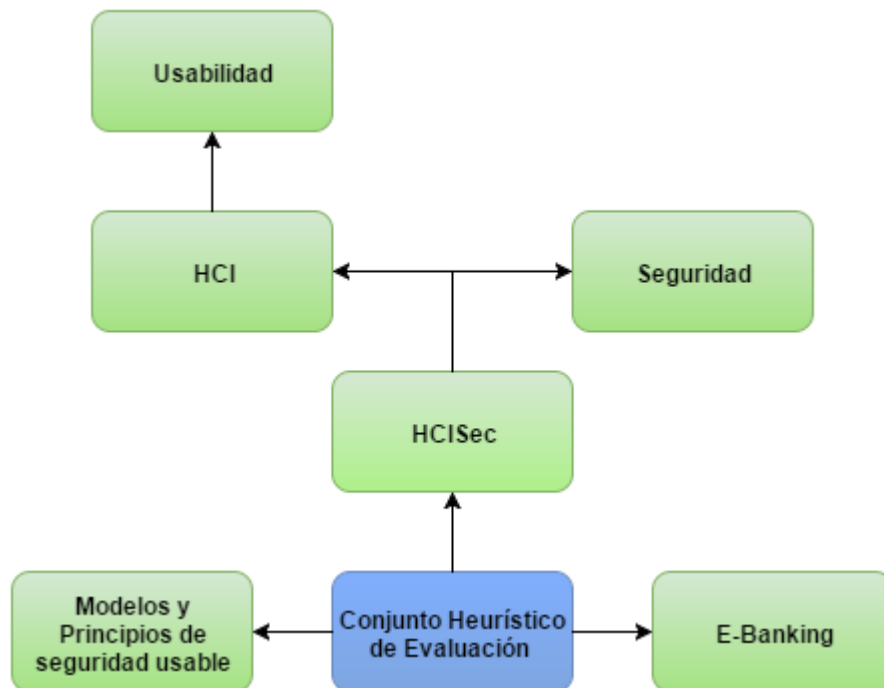 Usabilidad
HCI
Seguridad
HCISec
Modelos y
Principios de
seguridad usable
Conjunto Heurístico
de Evaluación
E-Banking